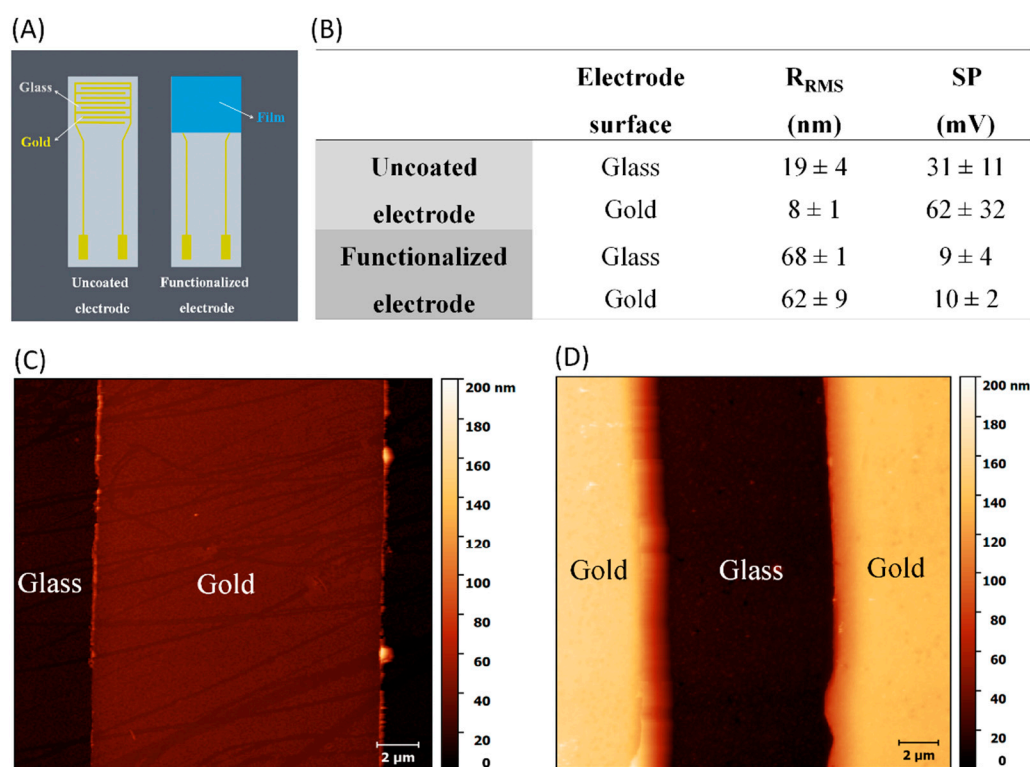 (A)
Glass
Gold
Film
Uncoated
electrode
Functionalized
electrode
(B)
Electrode
surface
R_RMS
(nm)
SP
(mV)
Uncoated
electrode
Glass
19 ± 4
31 ± 11
Gold
8 ± 1
62 ± 32
Functionalized
electrode
Glass
68 ± 1
9 ± 4
Gold
62 ± 9
10 ± 2
(C)
Glass
Gold
2 µm
200 nm
180
160
140
120
100
80
60
40
20
0
(D)
Gold
Glass
Gold
2 µm
200 nm
180
160
140
120
100
80
60
40
20
0